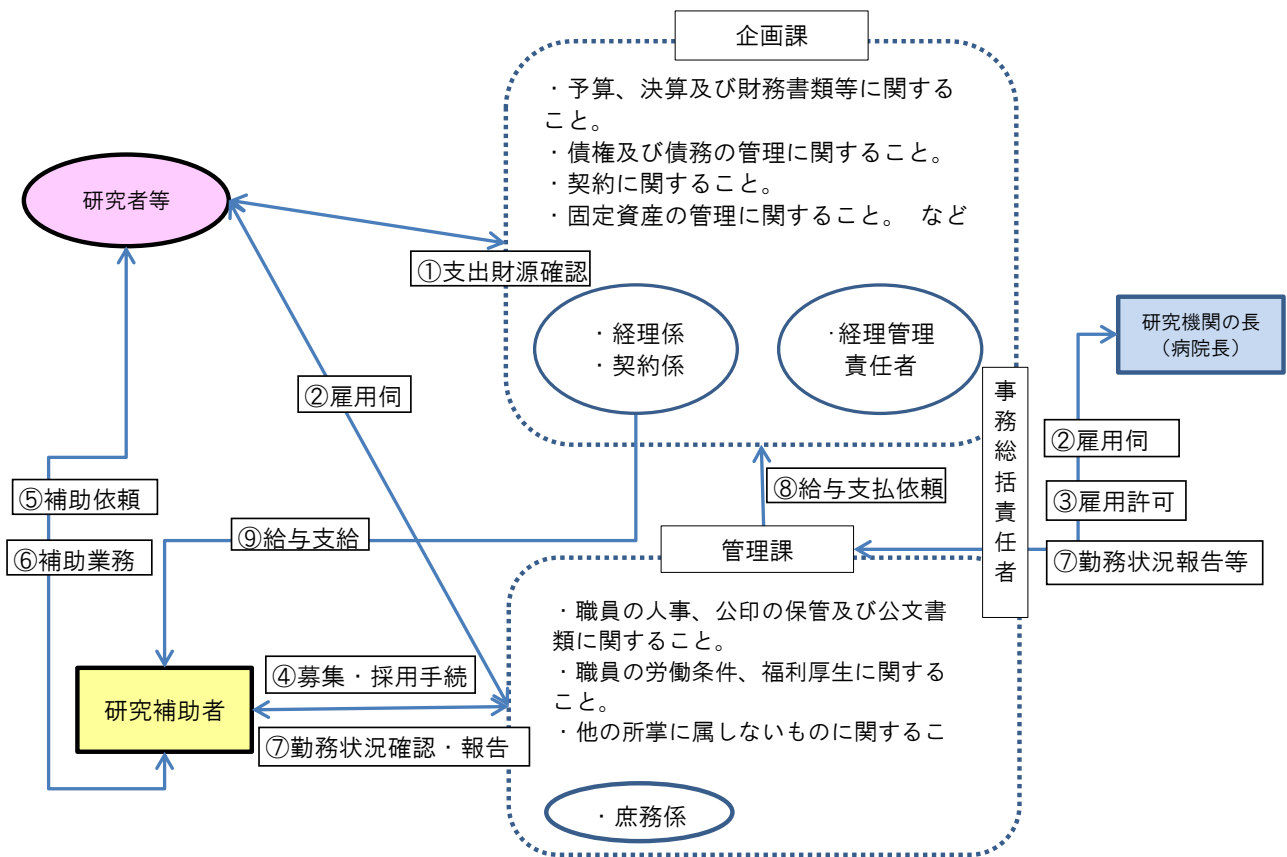 企画課
・予算、決算及び財務書類等に関する
こと。
・債権及び債務の管理に関すること。
・契約に関すること。
・固定資産の管理に関すること。 など
研究者等
①支出財源確認
・経理係
・契約係
・経理管理
責任者
研究機関の長
（病院長）
②雇用伺
事務総括責任者
②雇用伺
⑤補助依頼
⑧給与支払依頼
③雇用許可
⑨給与支給
管理課
⑥補助業務
⑦勤務状況報告等
・職員の人事、公印の保管及び公文書
類に関すること。
・職員の労働条件、福利厚生に関する
こと。
・他の所掌に属しないものに関するこ
④募集・採用手続
研究補助者
⑦勤務状況確認・報告
・庶務係